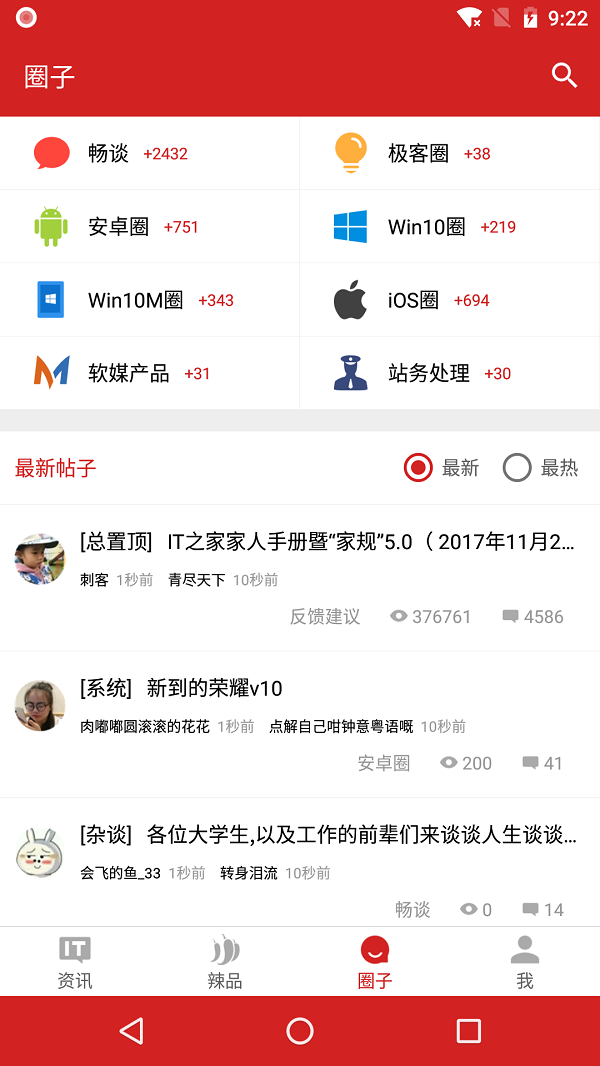 9:22
圈子
畅谈 +2432
极客圈 +38
安卓圈 +751
Win10圈 +219
Win10M圈 +343
iOS圈 +694
软媒产品 +31
站务处理 +30
最新帖子 最新 最热
[总置顶] IT之家家人手册暨“家规”5.0（2017年11月2...
刺客 1秒前 青尽天下 10秒前
反馈建议 376761 4586
[系统] 新到的荣耀v10
肉嘟嘟圆滚滚的花花 1秒前 点解自己咁钟意粤语嘅 10秒前
安卓圈 200 41
[杂谈] 各位大学生,以及工作的前辈们来谈谈人生谈谈...
会飞的鱼_33 1秒前 转身泪流 10秒前
畅谈 0 14
IT
资讯 辣品 圈子 我